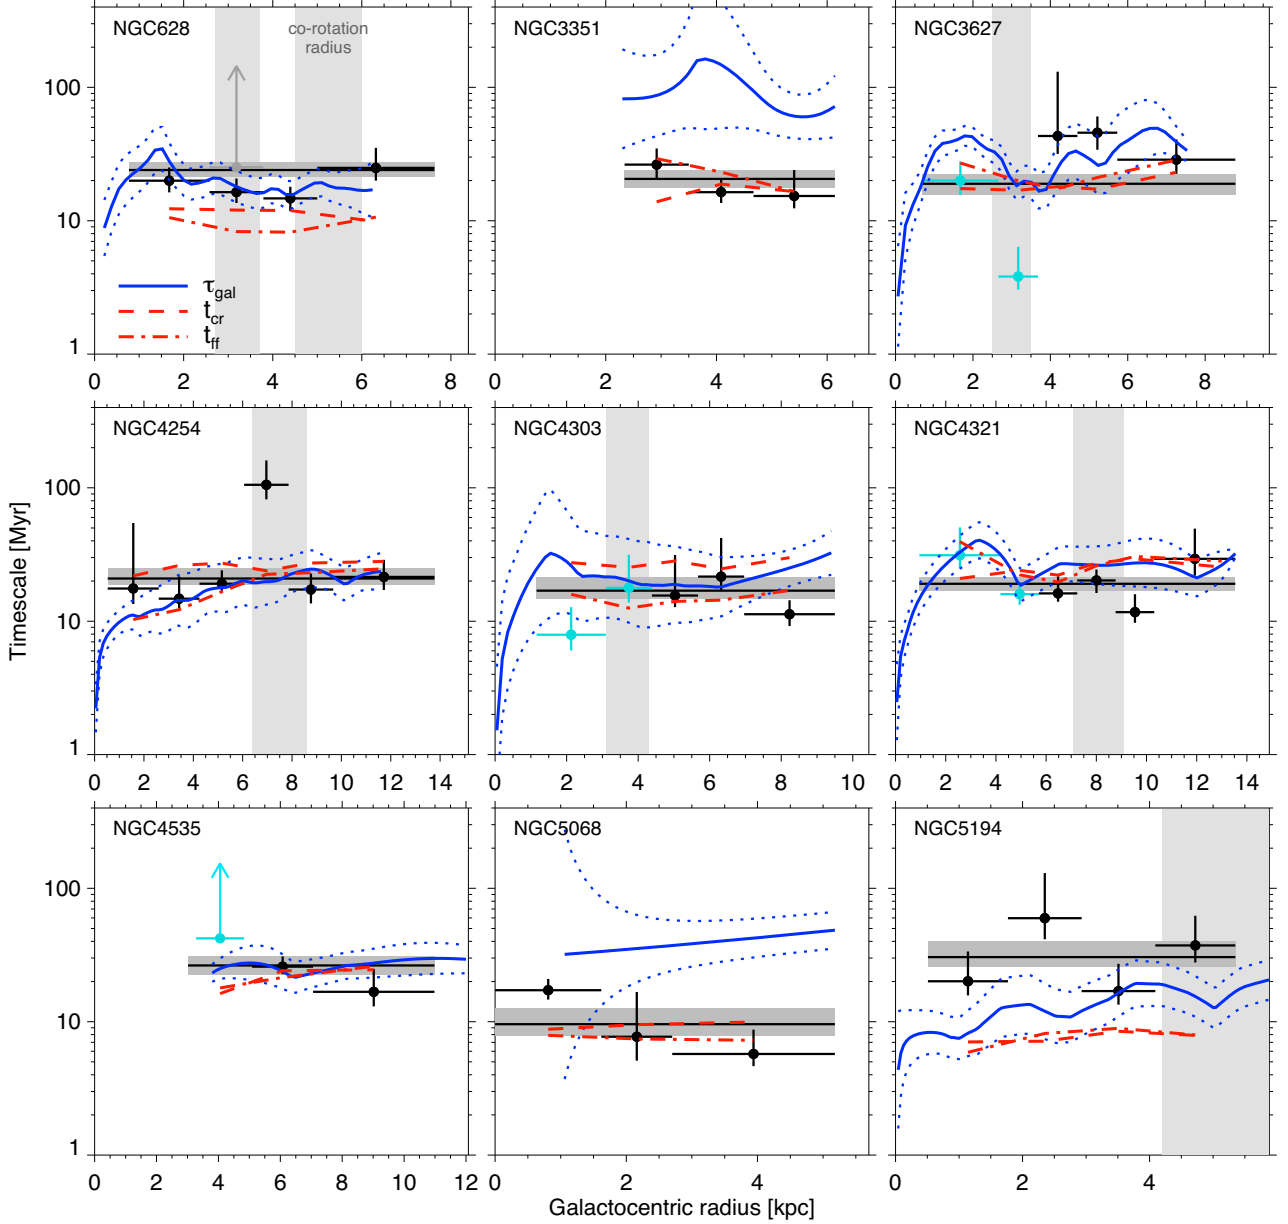 NGC628
co-rotation
radius
NGC3351
NGC3627
100
10
1
τgal
tcr
tff
0 2 4 6 8
0 2 4 6
0 2 4 6 8
NGC4254
NGC4303
NGC4321
100
10
1
Timescale [Myr]
0 2 4 6 8 10 12 14
0 2 4 6 8 10
0 2 4 6 8 10 12 14
NGC4535
NGC5068
NGC5194
100
10
1
0 2 4 6 8 10 12
0 2 4
0 2 4
Galactocentric radius [kpc]